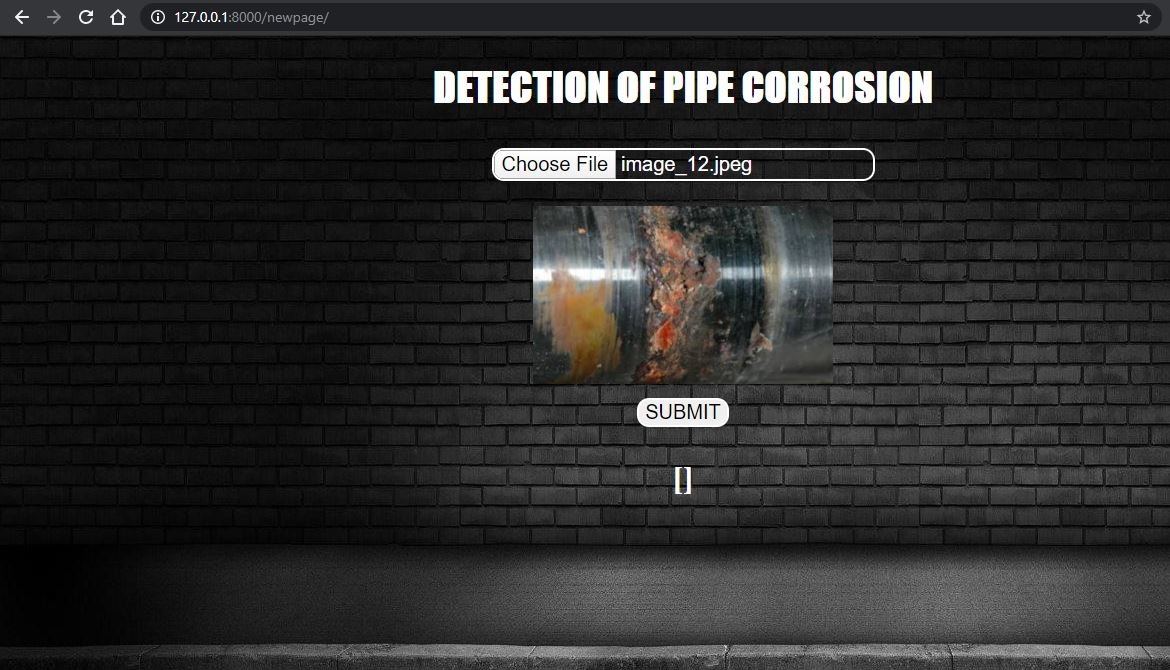 127.0.0.1:8000/newpage/
DETECTION OF PIPE CORROSION
Choose File image_12.jpeg
SUBMIT
[]